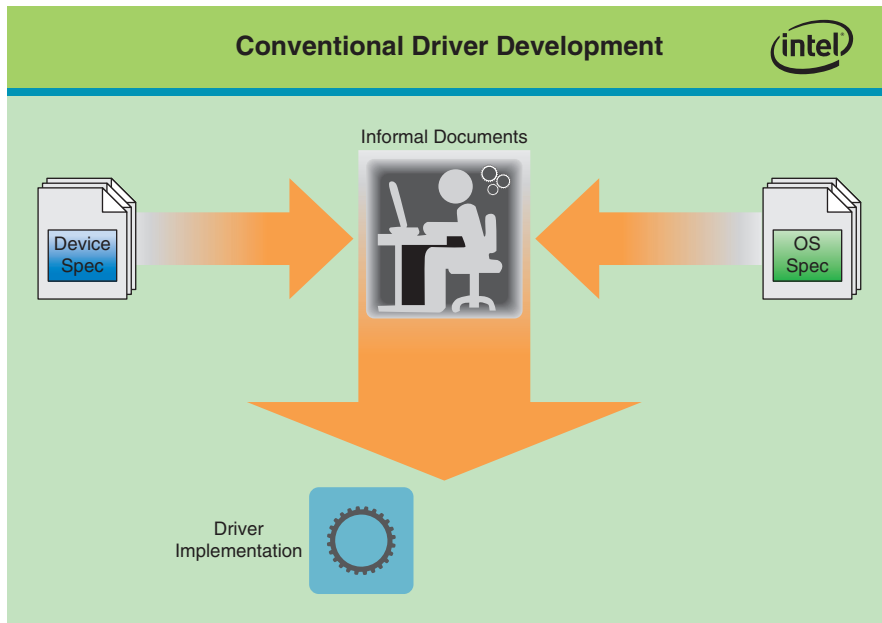 Conventional Driver Development
intel
Informal Documents
Device
Spec
OS
Spec
Driver
Implementation